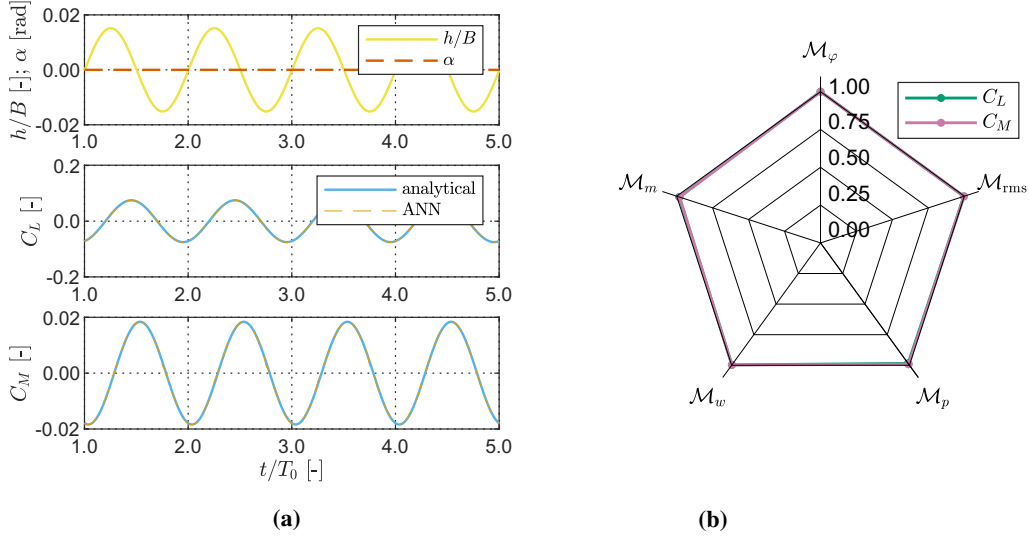 h/B [-]; α [rad]
0.02
0.00
-0.02
h/B
α
1.0 2.0 3.0 4.0 5.0
C_L [-]
0.2
0.0
-0.2
analytical
ANN
1.0 2.0 3.0 4.0 5.0
C_M [-]
0.02
0.00
-0.02
1.0 2.0 3.0 4.0 5.0
t/T_0 [-]
(a)
ℳ_φ
1.00
0.75
0.50
0.25
0.00
C_L
C_M
ℳ_m
ℳ_rms
ℳ_w
ℳ_p
(b)